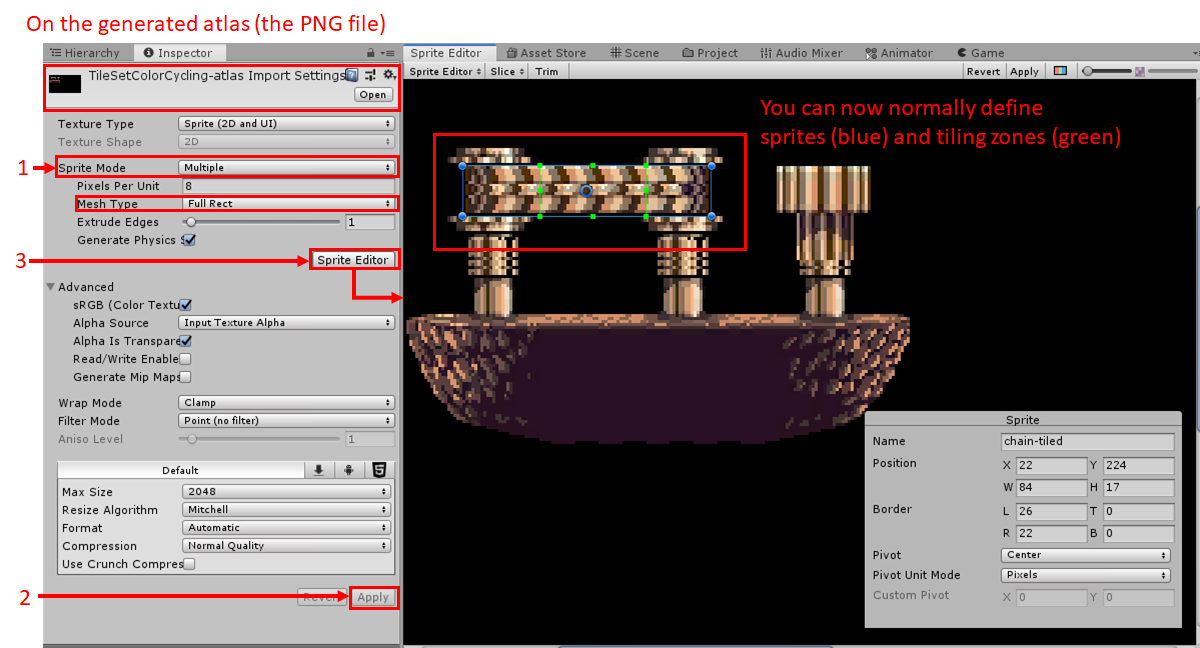 On the generated atlas (the PNG file)
Hierarchy
Inspector
Sprite Editor
Asset Store
Scene
Project
Audio Mixer
Animator
Game
TileSetColorCycling-atlas Import Settings
Open
Sprite Editor
Slice
Trim
Revert
Apply
Texture Type
Sprite (2D and UI)
Texture Shape
2D
1
Sprite Mode
Multiple
Pixels Per Unit
8
Mesh Type
Full Rect
Extrude Edges
1
Generate Physics S
3
Sprite Editor
Advanced
sRGB (Color Textu
Alpha Source
Input Texture Alpha
Alpha Is Transpare
Read/Write Enable
Generate Mip Maps
Wrap Mode
Clamp
Filter Mode
Point (no filter)
Aniso Level
1
Default
Max Size
2048
Resize Algorithm
Mitchell
Format
Automatic
Compression
Normal Quality
Use Crunch Compres
2
Revert
Apply
You can now normally define
sprites (blue) and tiling zones (green)
Sprite
Name
chain-tiled
Position
X 22 Y 224
W 84 H 17
Border
L 26 T 0
R 22 B 0
Pivot
Center
Pivot Unit Mode
Pixels
Custom Pivot
X 0 Y 0